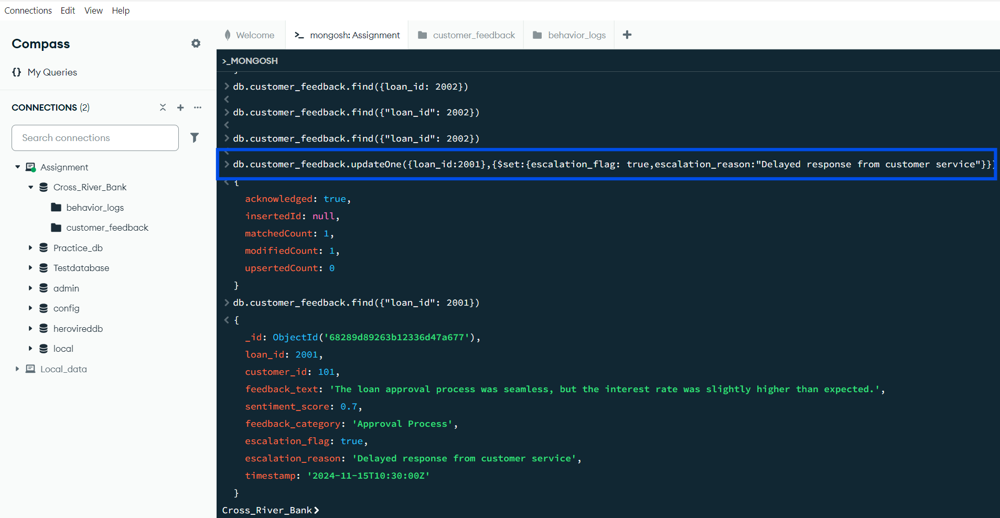 Connections Edit View Help
Compass
{} My Queries
CONNECTIONS (2)
Search connections
Assignment
Cross_River_Bank
behavior_logs
customer_feedback
Practice_db
Testdatabase
admin
config
herovireddb
local
Local_data
Welcome >_ mongosh: Assignment customer_feedback behavior_logs +
>_MONGOSH
}
> db.customer_feedback.find({loan_id: 2002})
<
> db.customer_feedback.find({"loan_id": 2002})
<
> db.customer_feedback.find({"loan_id": 2002})
<
> db.customer_feedback.updateOne({loan_id:2001},{$set:{escalation_flag: true,escalation_reason:"Delayed response from customer service"}})
< {
acknowledged: true,
insertedId: null,
matchedCount: 1,
modifiedCount: 1,
upsertedCount: 0
}
> db.customer_feedback.find({"loan_id": 2001})
< {
_id: ObjectId('68289d89263b12336d47a677'),
loan_id: 2001,
customer_id: 101,
feedback_text: 'The loan approval process was seamless, but the interest rate was slightly higher than expected.',
sentiment_score: 0.7,
feedback_category: 'Approval Process',
escalation_flag: true,
escalation_reason: 'Delayed response from customer service',
timestamp: '2024-11-15T10:30:00Z'
}
Cross_River_Bank>